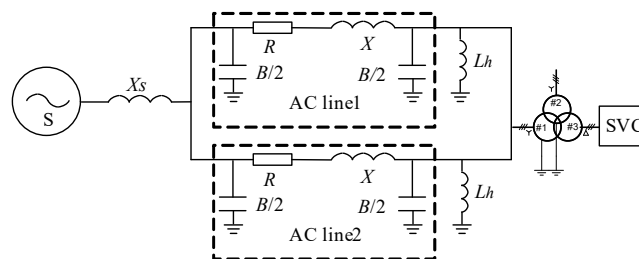 R
X
B/2
B/2
Lh
AC line1
Xs
S
#2
#1
#3
SVC
R
X
B/2
B/2
Lh
AC line2